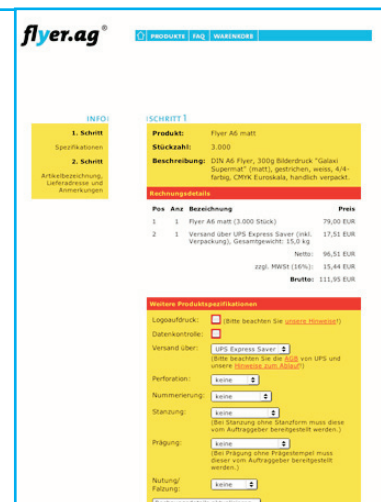 flyer.ag®
PRODUKTE FAQ WARENKORB
INFO:
1. Schritt
Spezifikationen
2. Schritt
Artikelbezeichnung,
Lieferadresse und
Anmerkungen
:SCHRITT 1
Produkt: Flyer A6 matt
Stückzahl: 3.000
Beschreibung: DIN A6 Flyer, 300g Bilderdruck "Galaxi
Supermat" (matt), gestrichen, weiss, 4/4-
farbig, CMYK Euroskala, handlich verpackt.
Rechnungsdetails
Pos Anz Bezeichnung Preis
1 1 Flyer A6 matt (3.000 Stück) 79,00 EUR
2 1 Versand über UPS Express Saver (inkl. 17,51 EUR
Verpackung), Gesamtgewicht: 15,0 kg
Netto: 96,51 EUR
zzgl. MWSt (16%): 15,44 EUR
Brutto: 111,95 EUR
Weitere Produktspezifikationen
Logoaufdruck: (Bitte beachten Sie unsere Hinweise!)
Datenkontrolle:
Versand über: UPS Express Saver
(Bitte beachten Sie die AGB von UPS und
unsere Hinweise zum Ablauf!)
Perforation: keine
Nummerierung: keine
Stanzung: keine
(Bei Stanzung ohne Stanzform muss diese
vom Auftraggeber bereitgestellt werden.)
Prägung: keine
(Bei Prägung ohne Prägestempel muss
dieser vom Auftraggeber bereitgestellt
werden.)
Nutung/ keine
Falzung: